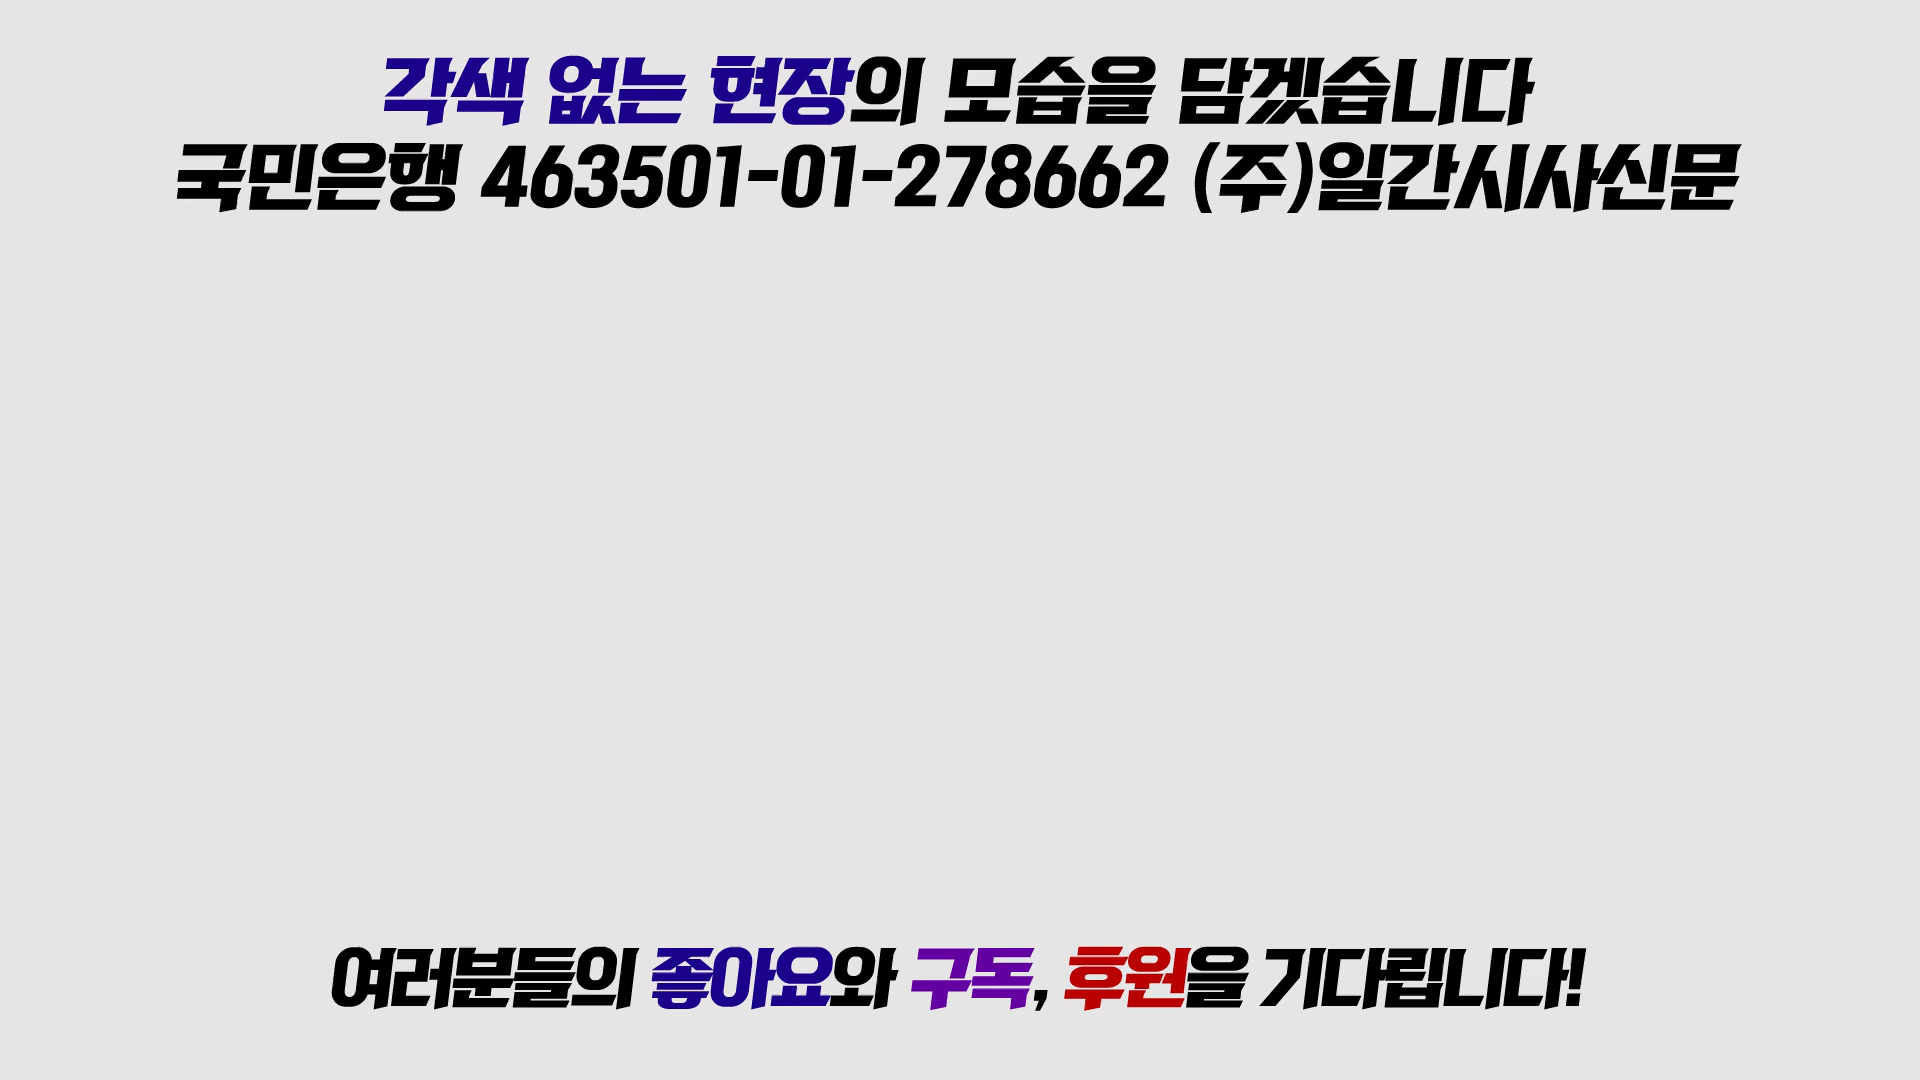 각색 없는 현장의 모습을 담겠습니다
국민은행 463501-01-278662 (주)일간시사신문
여러분들의 좋아요와 구독, 후원을 기다립니다!